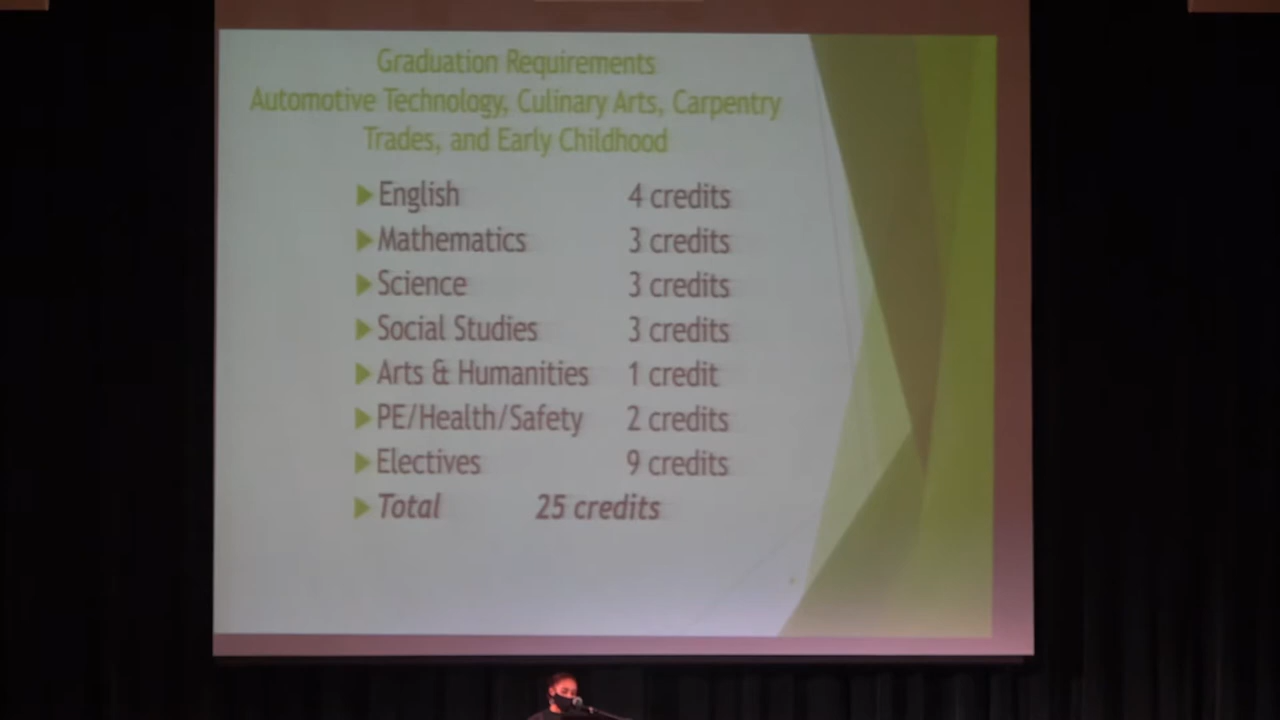 Graduation Requirements
Automotive Technology, Culinary Arts, Carpentry
Trades, and Early Childhood
English 4 credits
Mathematics 3 credits
Science 3 credits
Social Studies 3 credits
Arts & Humanities 1 credit
PE/Health/Safety 2 credits
Electives 9 credits
Total 25 credits